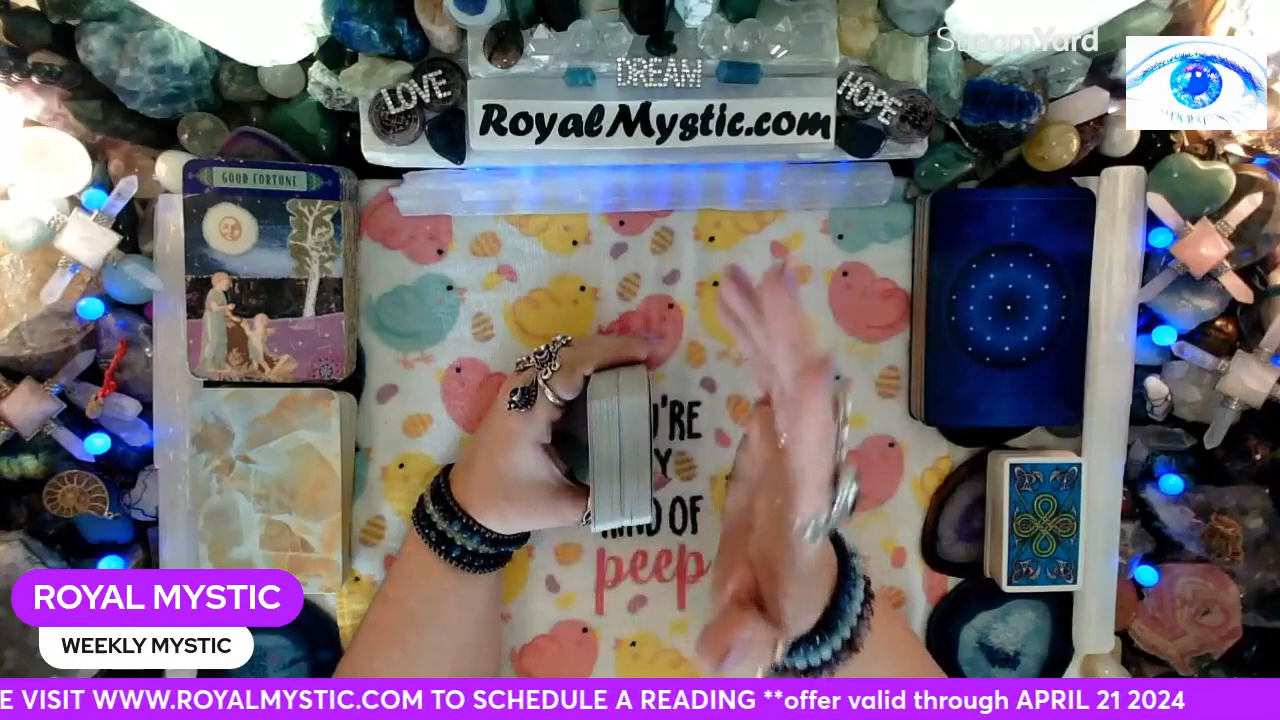 StreamYard
LOVE
DREAM
HOPE
RoyalMystic.com
GOOD FORTUNE
'RE
Y
OF
peep
ROYAL MYSTIC
WEEKLY MYSTIC
E VISIT WWW.ROYALMYSTIC.COM TO SCHEDULE A READING **offer valid through APRIL 21 2024